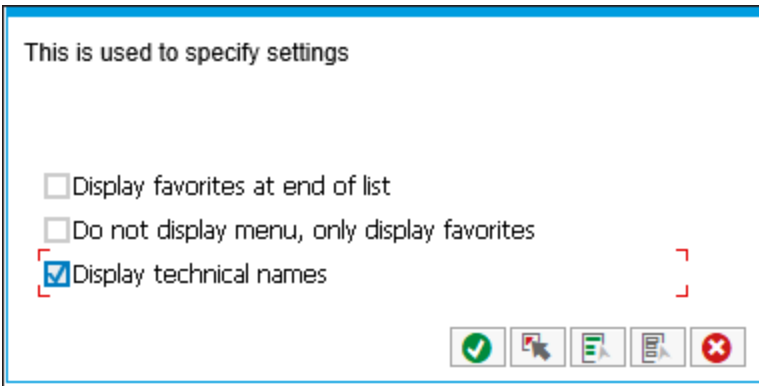 This is used to specify settings
Display favorites at end of list
Do not display menu, only display favorites
Display technical names